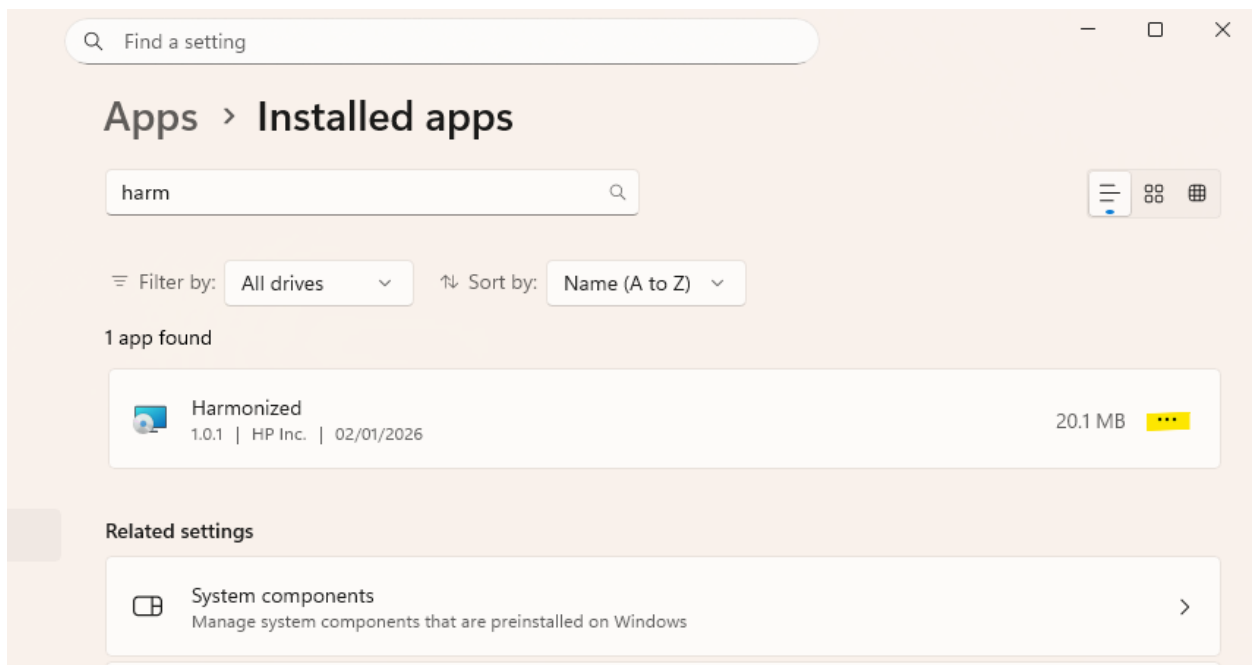 Find a setting
Apps > Installed apps
harm
Filter by: All drives Sort by: Name (A to Z)
1 app found
Harmonized
1.0.1 | HP Inc. | 02/01/2026
20.1 MB
Related settings
System components
Manage system components that are preinstalled on Windows